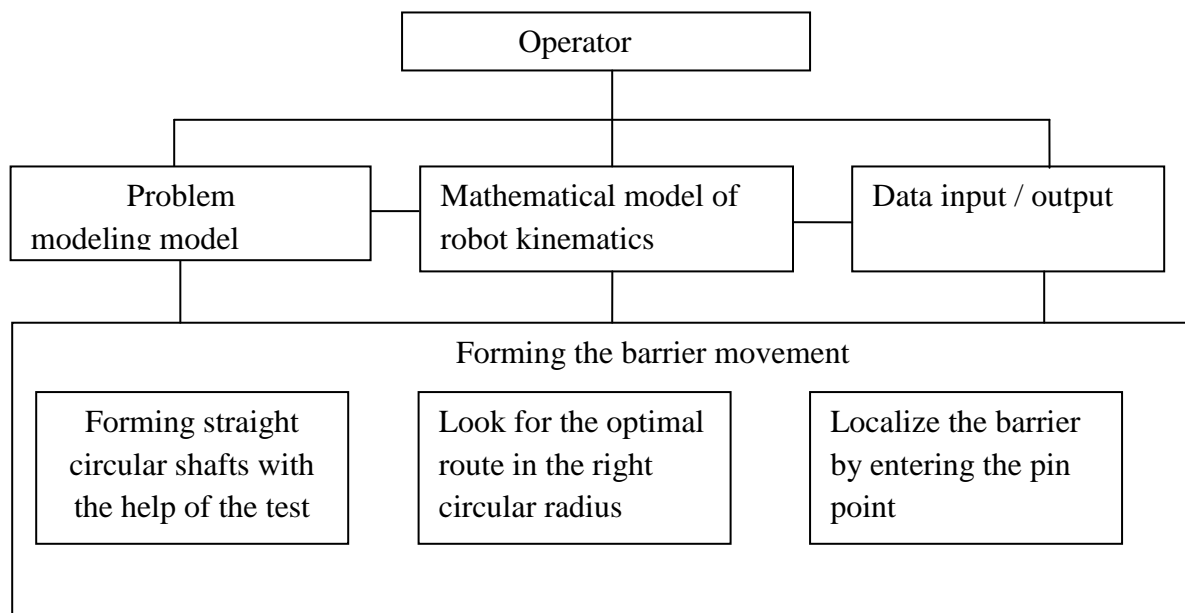 Operator
Problem
modeling model
Mathematical model of
robot kinematics
Data input / output
Forming the barrier movement
Forming straight
circular shafts with
the help of the test
Look for the optimal
route in the right
circular radius
Localize the barrier
by entering the pin
point